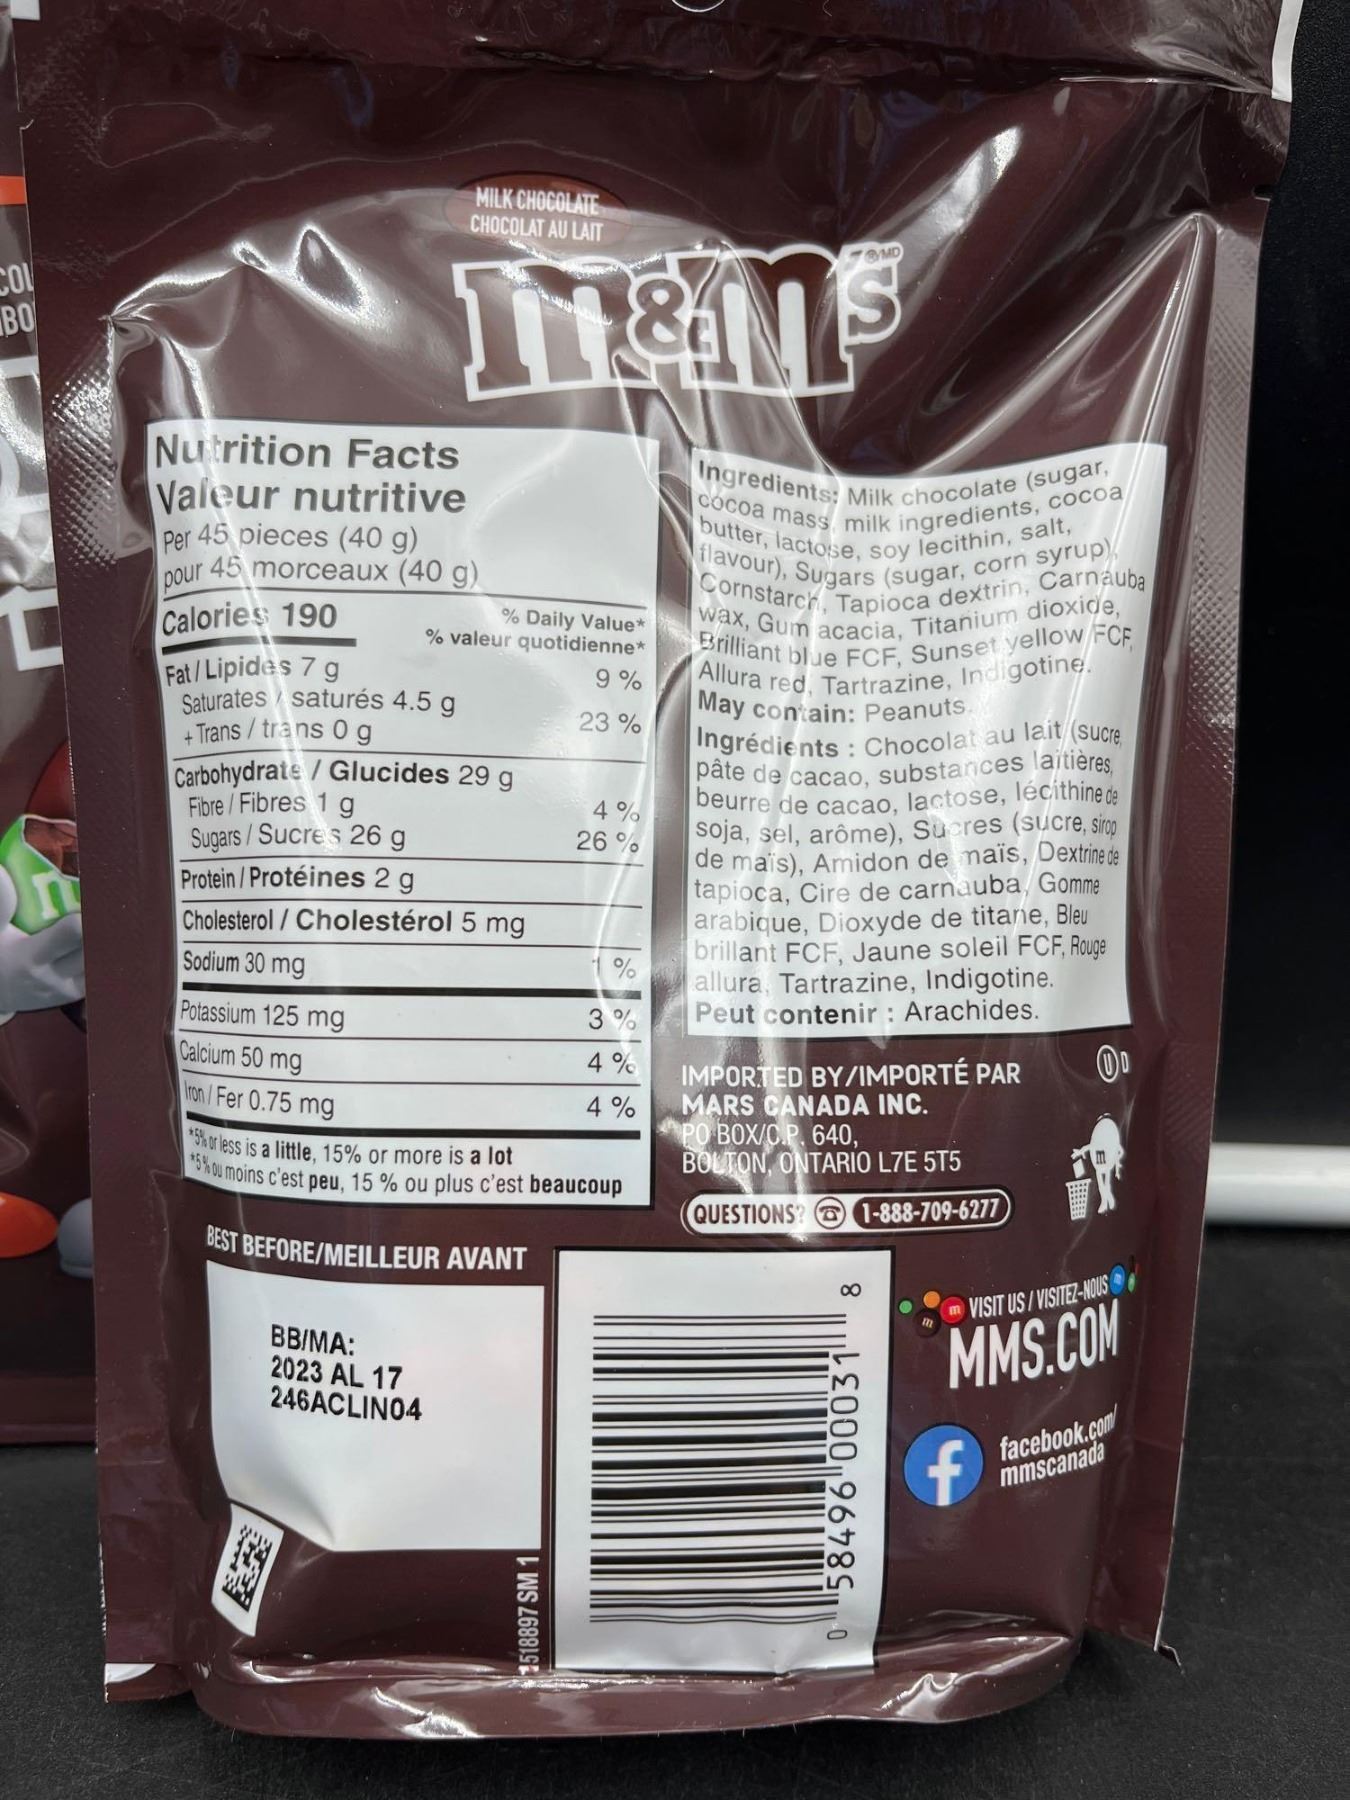 MILK CHOCOLATE
CHOCOLAT AU LAIT
m&m's ®/MD
Nutrition Facts
Valeur nutritive
Per 45 pieces (40 g)
pour 45 morceaux (40 g)
Calories 190
% Daily Value*
% valeur quotidienne*
Fat / Lipides 7 g 9 %
Saturates / saturés 4.5 g
+ Trans / trans 0 g 23 %
Carbohydrate / Glucides 29 g
Fibre / Fibres 1 g 4 %
Sugars / Sucres 26 g 26 %
Protein / Protéines 2 g
Cholesterol / Cholestérol 5 mg
Sodium 30 mg 1 %
Potassium 125 mg 3 %
Calcium 50 mg 4 %
Iron / Fer 0.75 mg 4 %
*5% or less is a little, 15% or more is a lot
*5 % ou moins c'est peu, 15 % ou plus c'est beaucoup
Ingredients: Milk chocolate (sugar,
cocoa mass, milk ingredients, cocoa
butter, lactose, soy lecithin, salt,
flavour), Sugars (sugar, corn syrup),
Cornstarch, Tapioca dextrin, Carnauba
wax, Gum acacia, Titanium dioxide,
Brilliant blue FCF, Sunset yellow FCF,
Allura red, Tartrazine, Indigotine.
May contain: Peanuts.
Ingrédients : Chocolat au lait (sucre,
pâte de cacao, substances laitières,
beurre de cacao, lactose, lécithine de
soja, sel, arôme), Sucres (sucre, sirop
de maïs), Amidon de maïs, Dextrine de
tapioca, Cire de carnauba, Gomme
arabique, Dioxyde de titane, Bleu
brillant FCF, Jaune soleil FCF, Rouge
allura, Tartrazine, Indigotine.
Peut contenir : Arachides.
IMPORTED BY/IMPORTÉ PAR
MARS CANADA INC.
PO BOX/C.P. 640,
BOLTON, ONTARIO L7E 5T5
U D
QUESTIONS? 1-888-709-6277
BEST BEFORE/MEILLEUR AVANT
BB/MA:
2023 AL 17
246ACLIN04
518897 SM 1
0 58496 00031 8
VISIT US / VISITEZ-NOUS
MMS.COM
facebook.com/
mmscanada